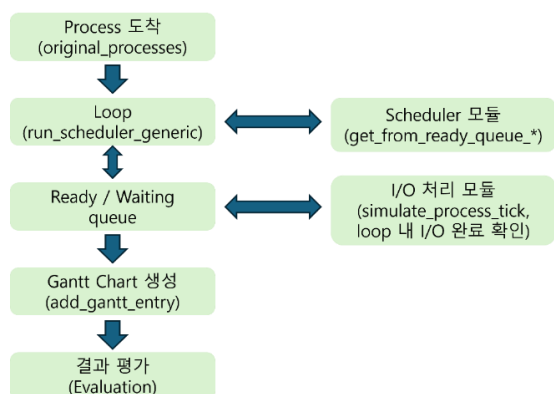 Process 도착
(original_processes)
Loop
(run_scheduler_generic)
Scheduler 모듈
(get_from_ready_queue_*)
Ready / Waiting
queue
I/O 처리 모듈
(simulate_process_tick,
loop 내 I/O 완료 확인)
Gantt Chart 생성
(add_gantt_entry)
결과 평가
(Evaluation)